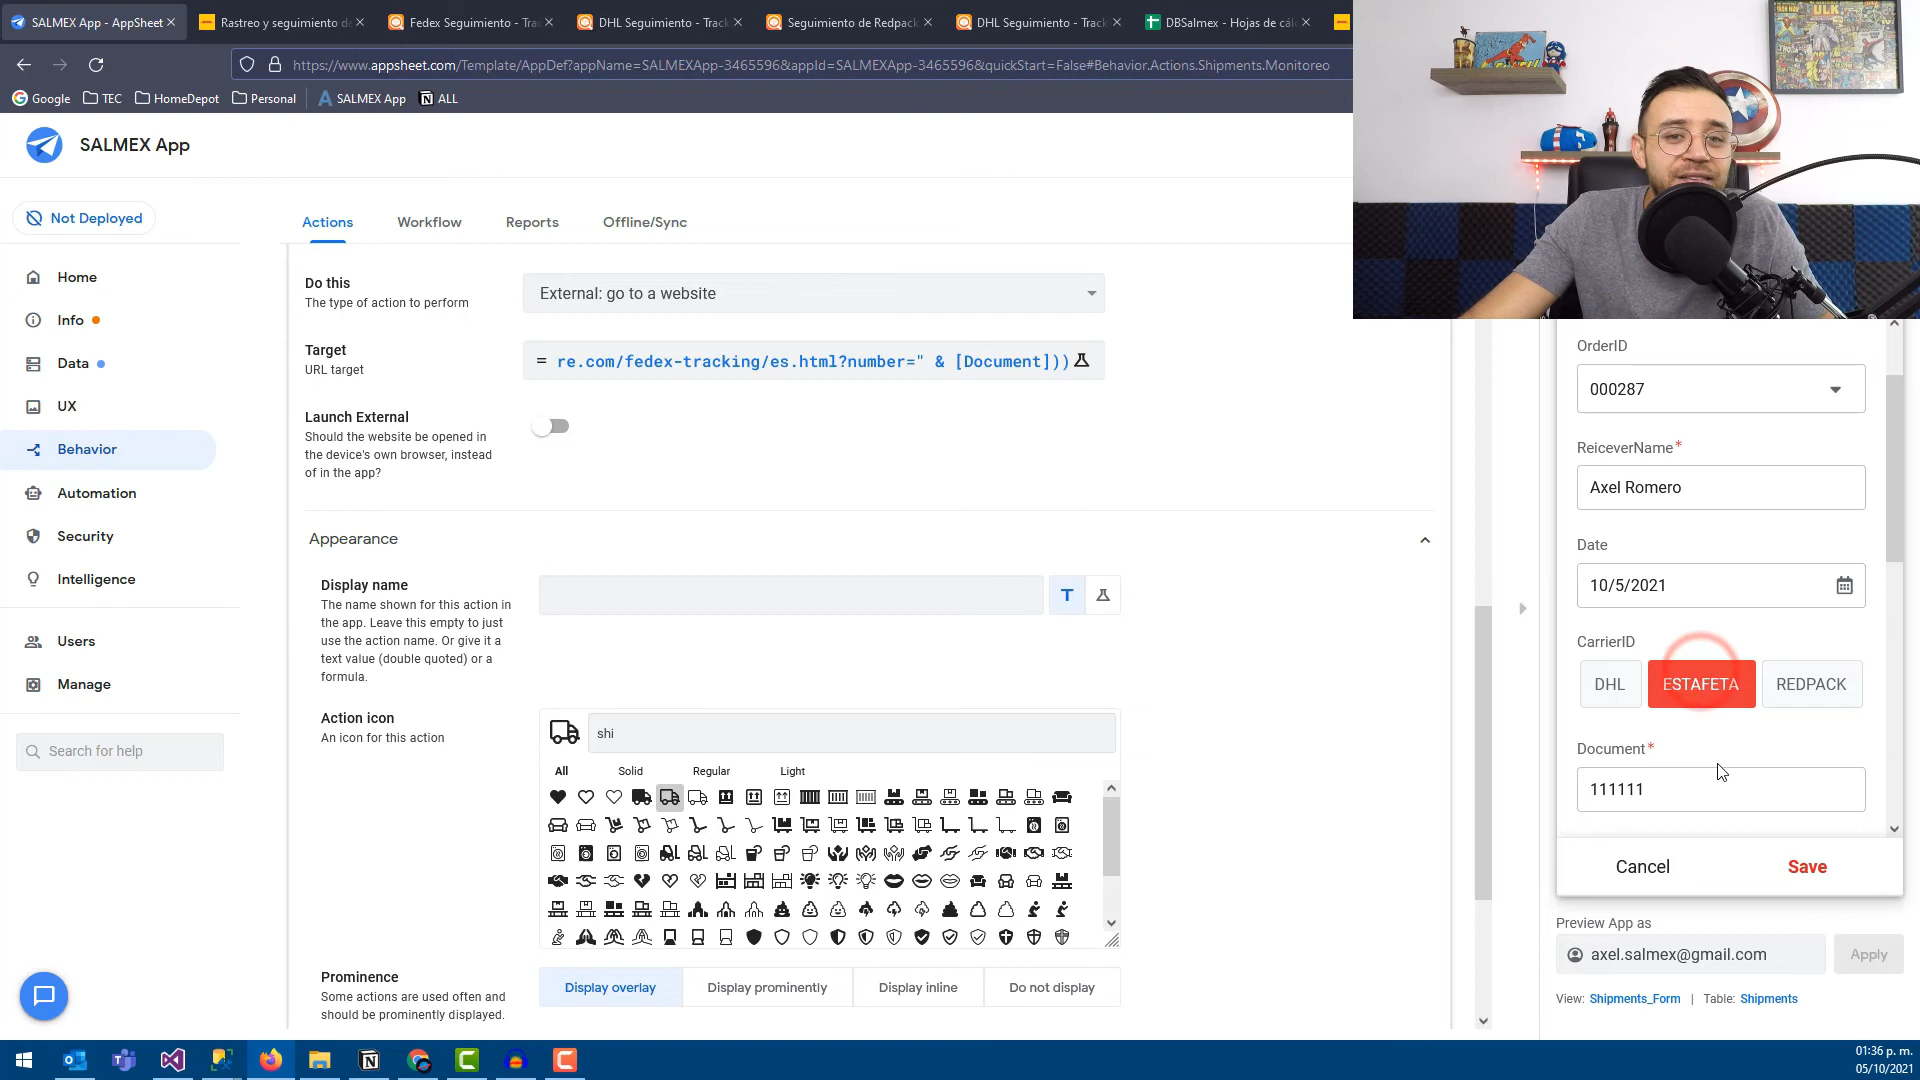 SALMEX App - AppSheet
Rastreo y seguimiento de
Fedex Seguimiento - Trac
DHL Seguimiento - Track
Seguimiento de Redpack
DHL Seguimiento - Track
DBSalmex - Hojas de cálc
https://www.appsheet.com/Template/AppDef?appName=SALMEXApp-3465596&appId=SALMEXApp-3465596&quickStart=False#Behavior.Actions.Shipments.Monitoreo
Google
TEC
HomeDepot
Personal
SALMEX App
ALL
SALMEX App
Not Deployed
Home
Info
Data
UX
Behavior
Automation
Security
Intelligence
Users
Manage
Search for help
Actions
Workflow
Reports
Offline/Sync
Do this
The type of action to perform
External: go to a website
Target
URL target
= re.com/fedex-tracking/es.html?number=" & [Document]))
Launch External
Should the website be opened in
the device's own browser, instead
of in the app?
Appearance
Display name
The name shown for this action in
the app. Leave this empty to just
use the action name. Or give it a
text value (double quoted) or a
formula.
T
Action icon
An icon for this action
shi
All
Solid
Regular
Light
Prominence
Some actions are used often and
should be prominently displayed.
Display overlay
Display prominently
Display inline
Do not display
OrderID
000287
ReiceverName*
Axel Romero
Date
10/5/2021
CarrierID
DHL
ESTAFETA
REDPACK
Document*
111111
Cancel
Save
Preview App as
axel.salmex@gmail.com
Apply
View: Shipments_Form | Table: Shipments
01:36 p. m.
05/10/2021